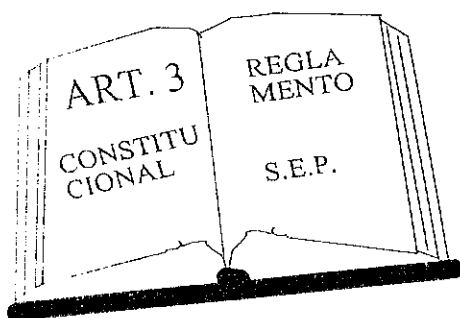 ART. 3
CONSTITU
CIONAL
REGLA
MENTO
S.E.P.